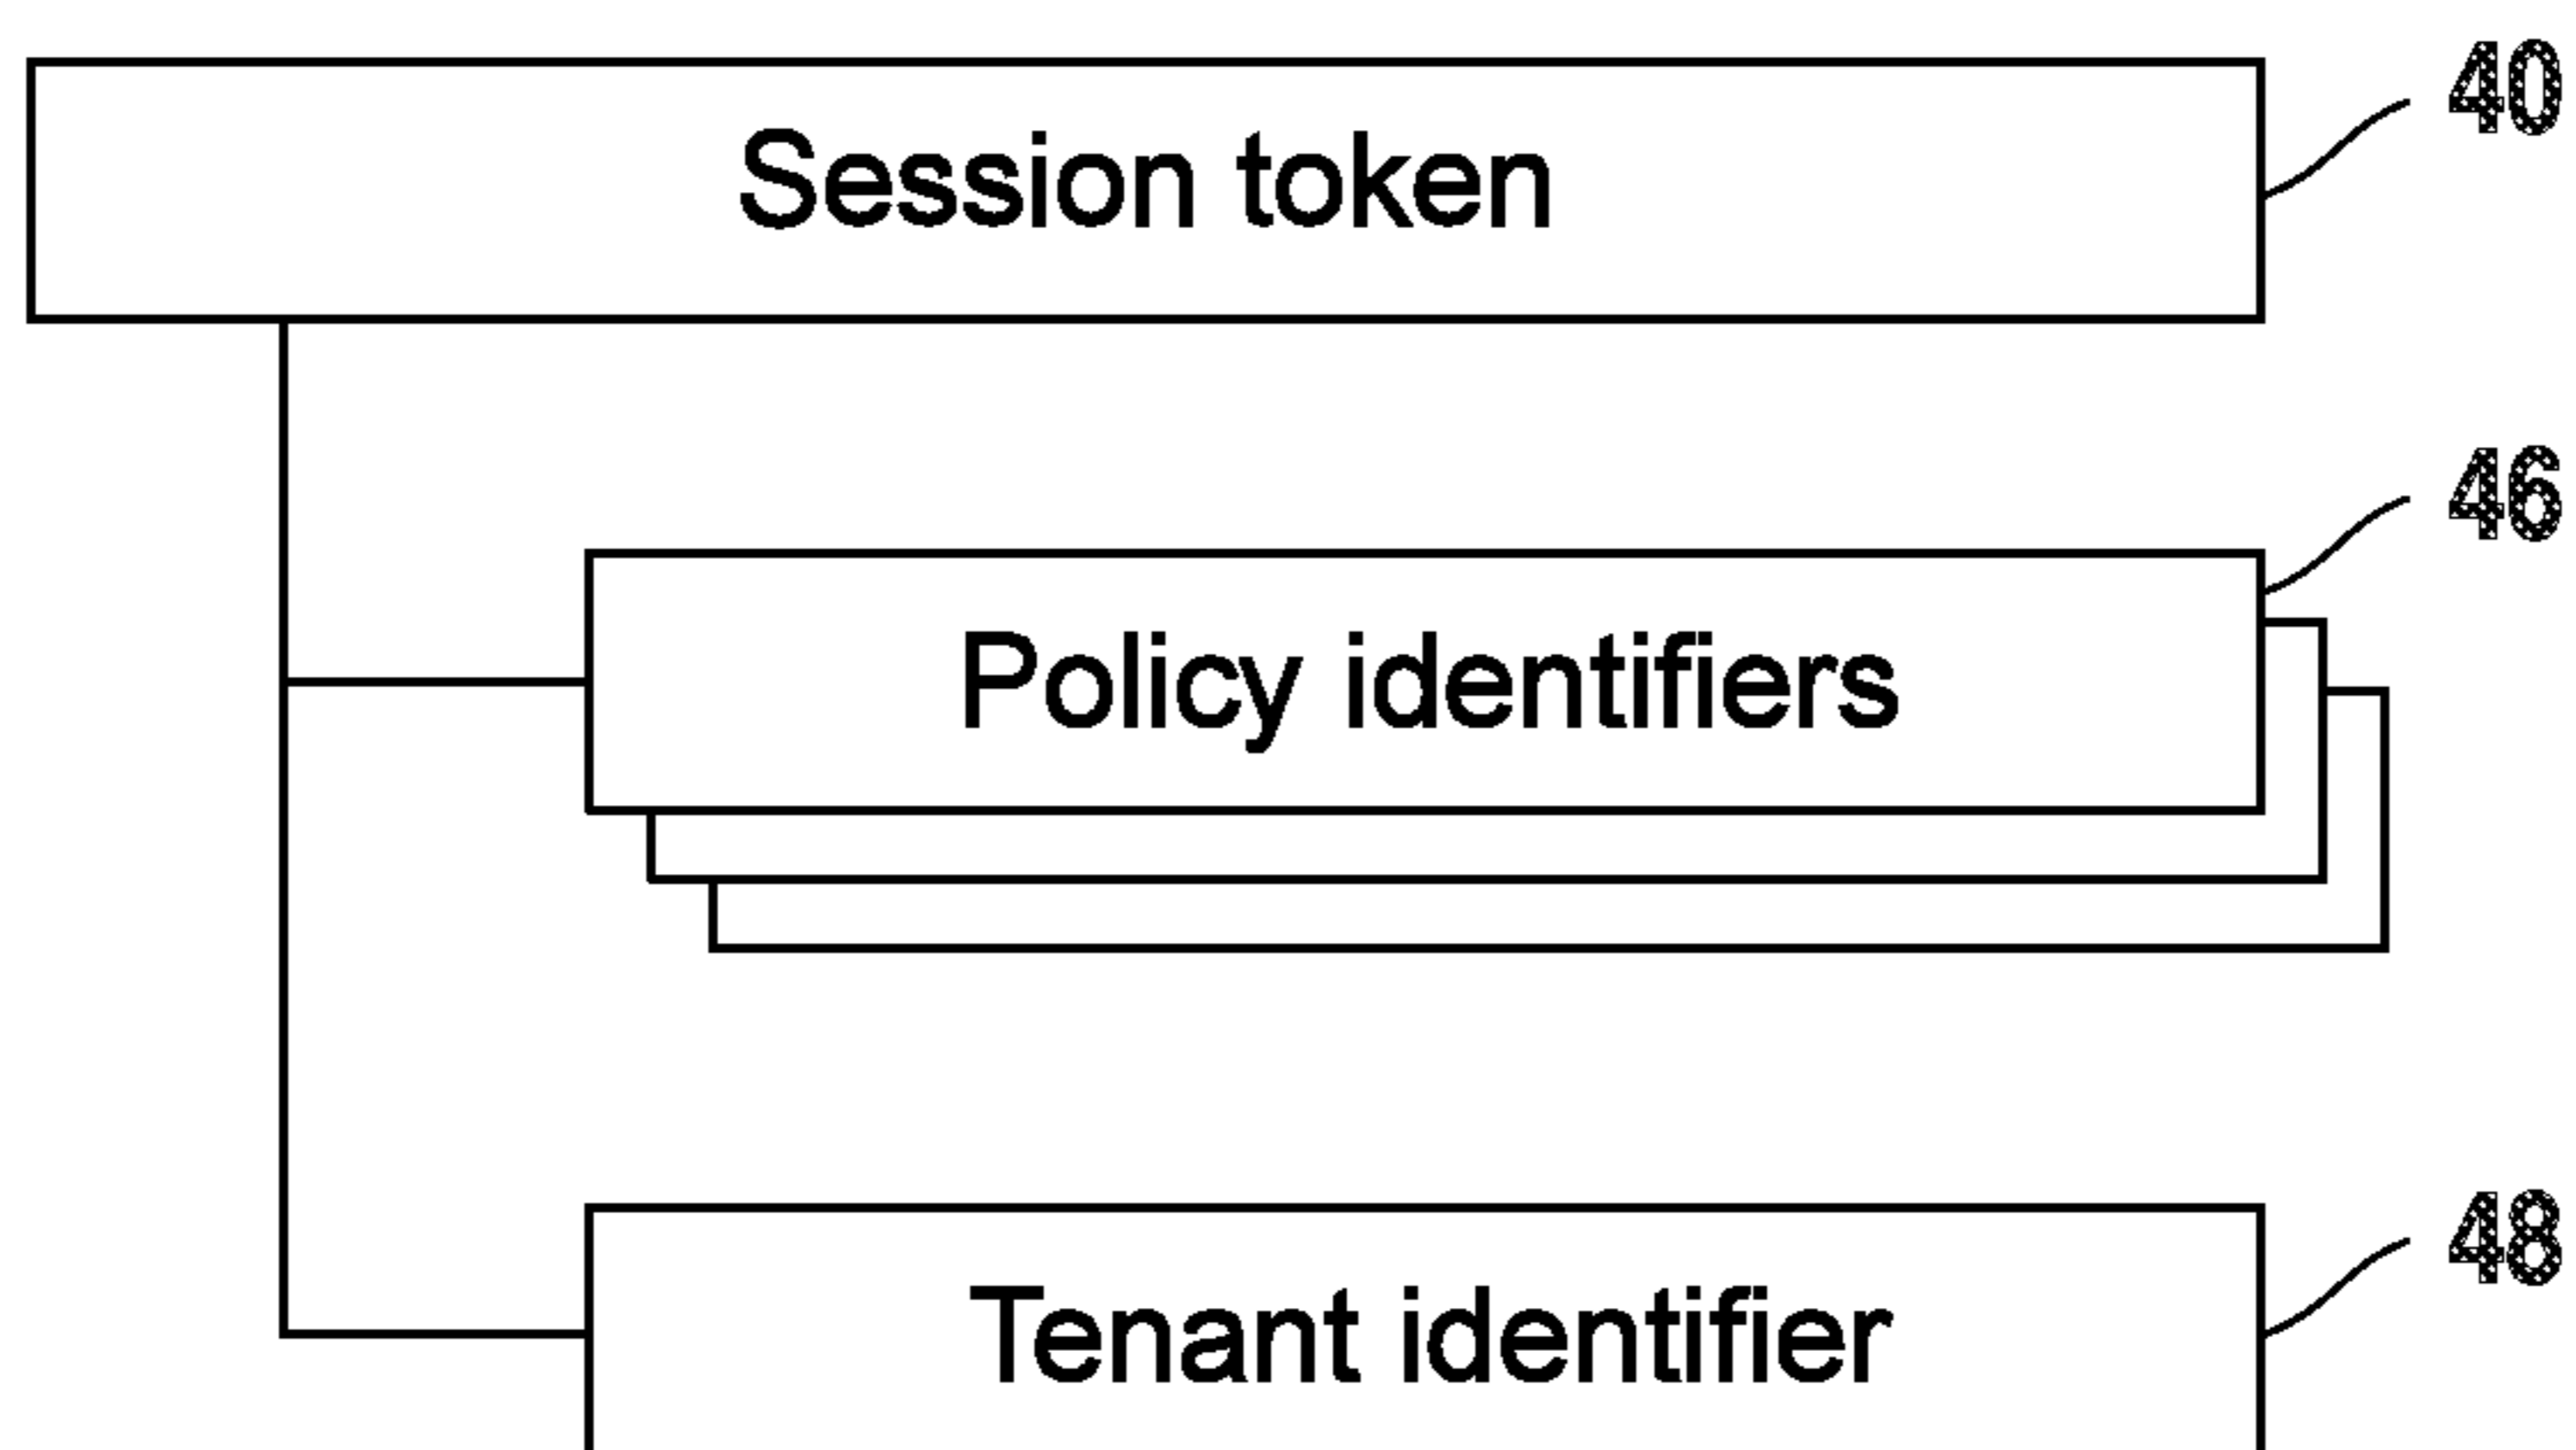 40
Session token
46
Policy identifiers
48
Tenant identifier